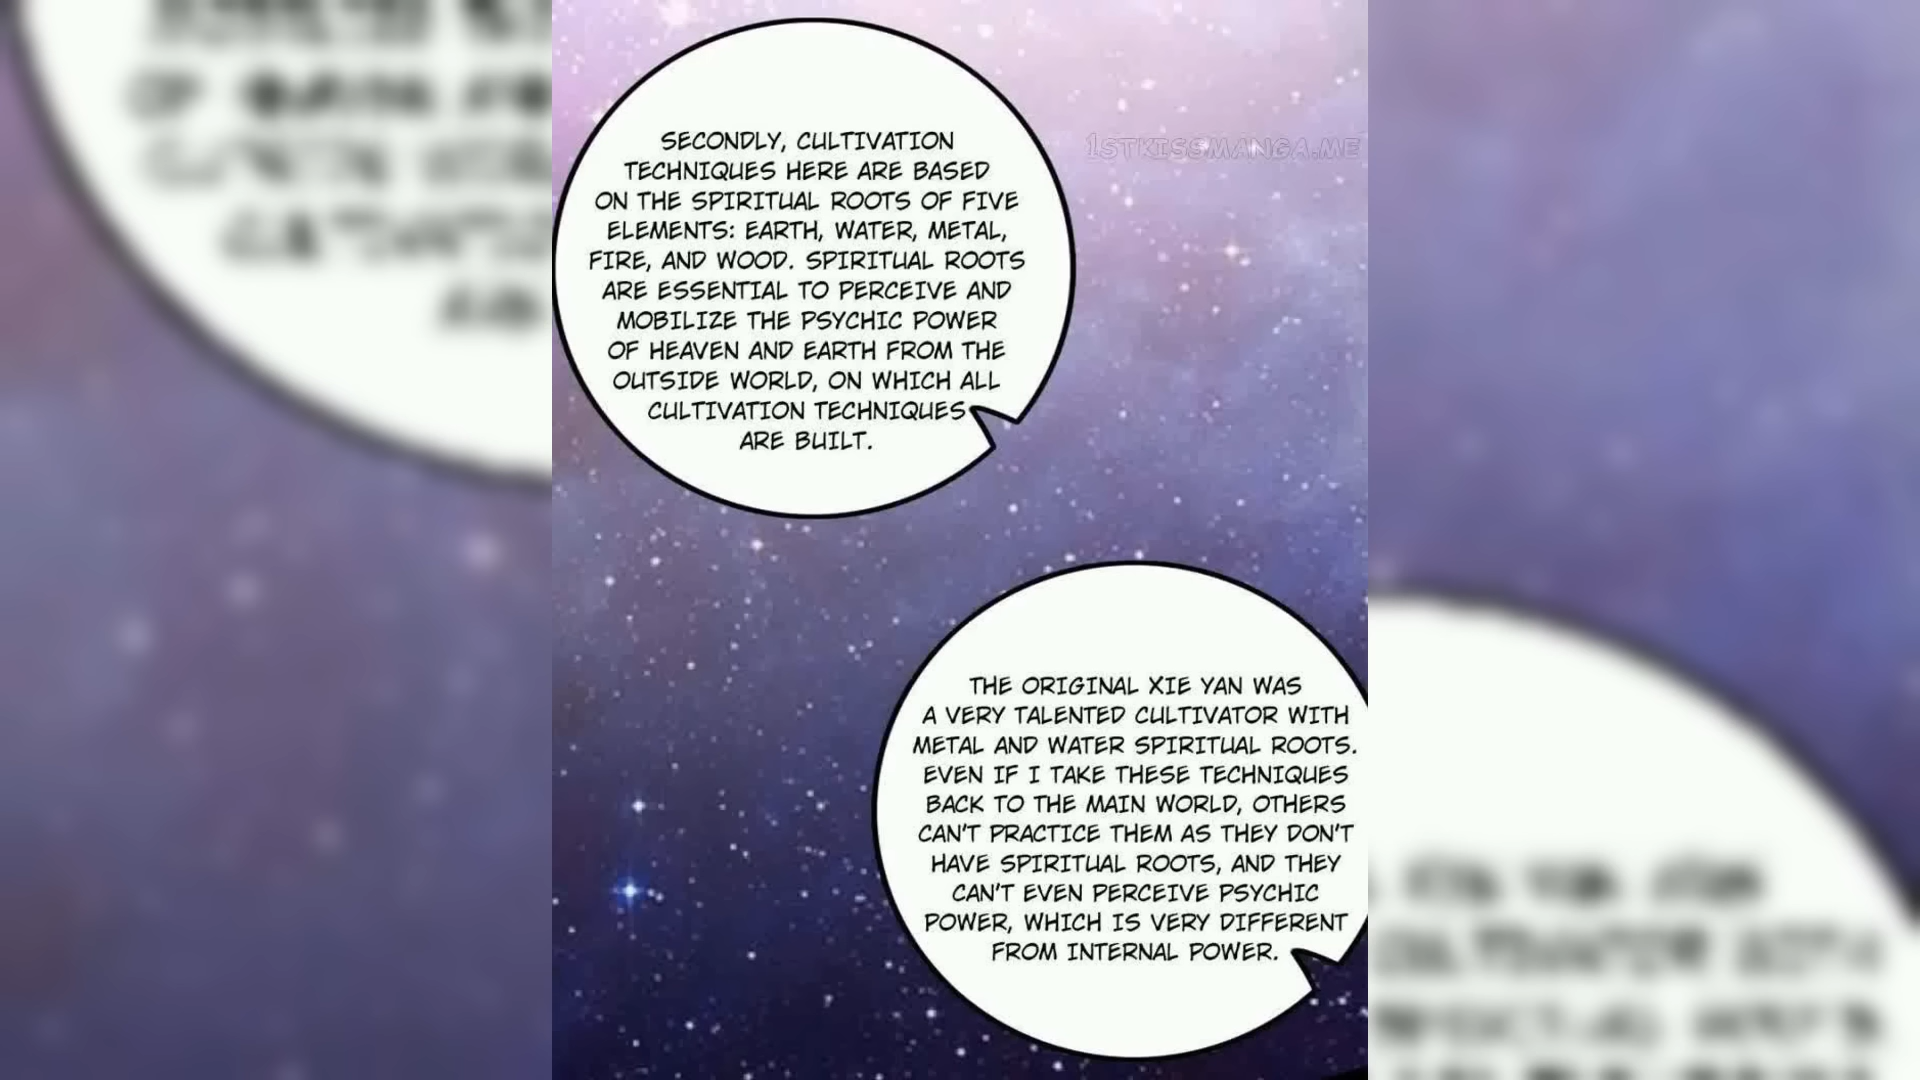 SECONDLY, CULTIVATION
TECHNIQUES HERE ARE BASED
ON THE SPIRITUAL ROOTS OF FIVE
ELEMENTS: EARTH, WATER, METAL,
FIRE, AND WOOD. SPIRITUAL ROOTS
ARE ESSENTIAL TO PERCEIVE AND
MOBILIZE THE PSYCHIC POWER
OF HEAVEN AND EARTH FROM THE
OUTSIDE WORLD, ON WHICH ALL
CULTIVATION TECHNIQUES
ARE BUILT.
1STKISSMANGA.ME
THE ORIGINAL XIE YAN WAS
A VERY TALENTED CULTIVATOR WITH
METAL AND WATER SPIRITUAL ROOTS.
EVEN IF I TAKE THESE TECHNIQUES
BACK TO THE MAIN WORLD, OTHERS
CAN'T PRACTICE THEM AS THEY DON'T
HAVE SPIRITUAL ROOTS, AND THEY
CAN'T EVEN PERCEIVE PSYCHIC
POWER, WHICH IS VERY DIFFERENT
FROM INTERNAL POWER.